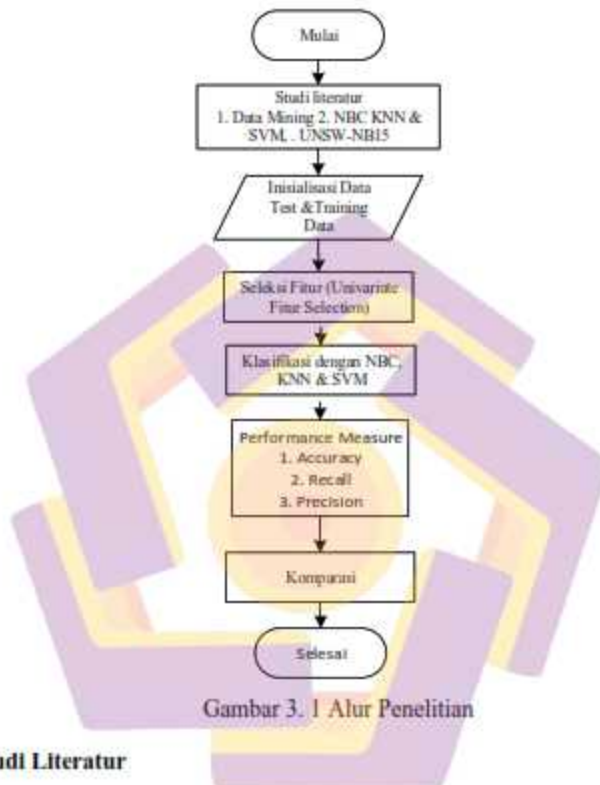 Mulai
Studi literatur
1. Data Mining 2. NBC KNN &
SVM, . UNSW-NB15
Inisialisasi Data
Test &Training
Data
Seleksi Fitur (Univariate
Fitur Selection)
Klasifikasi dengan NBC,
KNN & SVM
Performance Measure
1. Accuracy
2. Recall
3. Precision
Komparasi
Selesai
Gambar 3. 1 Alur Penelitian
udi Literatur